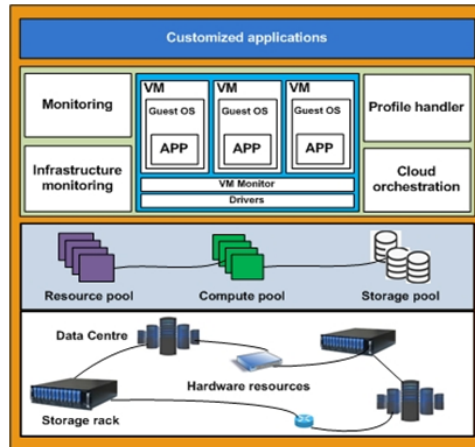 Customized applications
Monitoring
Infrastructure
monitoring
VM
VM
VM
Guest OS
Guest OS
Guest OS
APP
APP
APP
VM Monitor
Drivers
Profile handler
Cloud
orchestration
Resource pool
Compute pool
Storage pool
Data Centre
Hardware resources
Storage rack